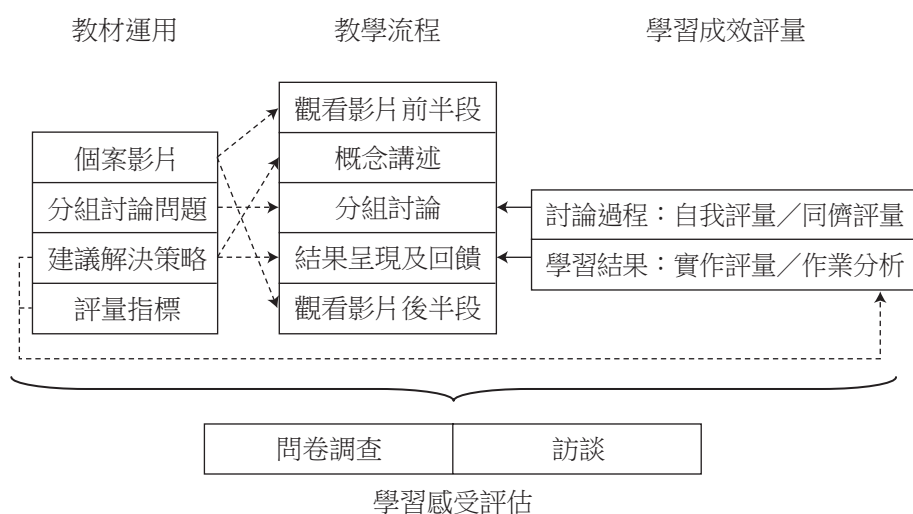 教材運用
教學流程
學習成效評量
個案影片
分組討論問題
建議解決策略
評量指標
觀看影片前半段
概念講述
分組討論
結果呈現及回饋
觀看影片後半段
討論過程：自我評量／同儕評量
學習結果：實作評量／作業分析
問卷調查
訪談
學習感受評估